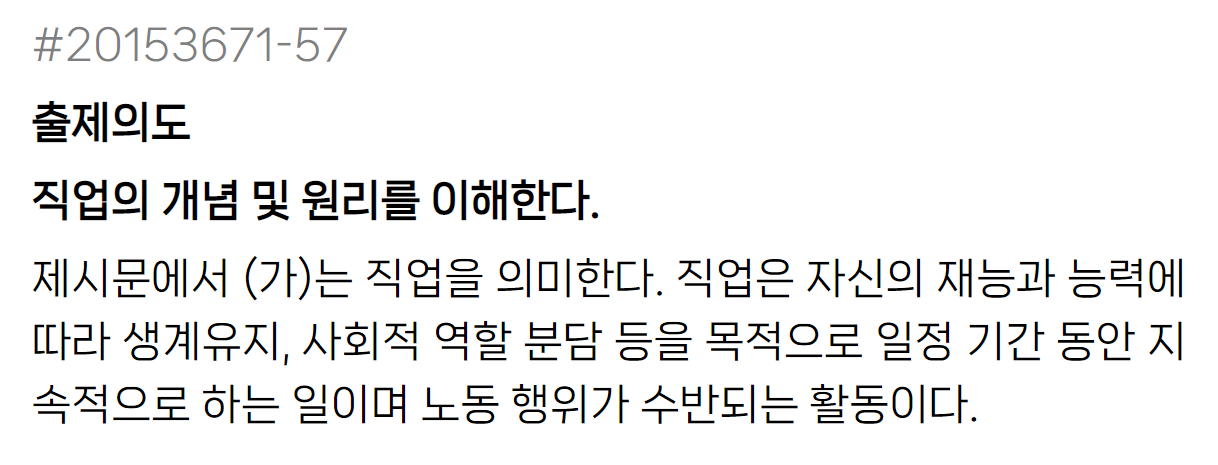 #20153671-57
출제의도
직업의 개념 및 원리를 이해한다.
제시문에서 (가)는 직업을 의미한다. 직업은 자신의 재능과 능력에
따라 생계유지, 사회적 역할 분담 등을 목적으로 일정 기간 동안 지
속적으로 하는 일이며 노동 행위가 수반되는 활동이다.